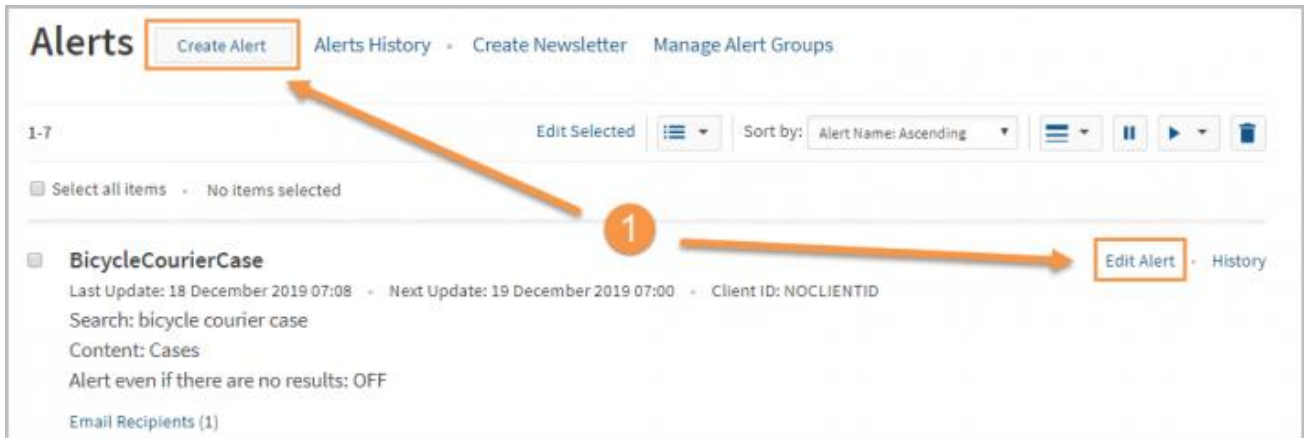 Alerts Create Alert Alerts History - Create Newsletter Manage Alert Groups
1-7 Edit Selected Sort by: Alert Name: Ascending
Select all items - No items selected
1
BicycleCourierCase Edit Alert - History
Last Update: 18 December 2019 07:08 - Next Update: 19 December 2019 07:00 - Client ID: NOCLIENTID
Search: bicycle courier case
Content: Cases
Alert even if there are no results: OFF
Email Recipients (1)